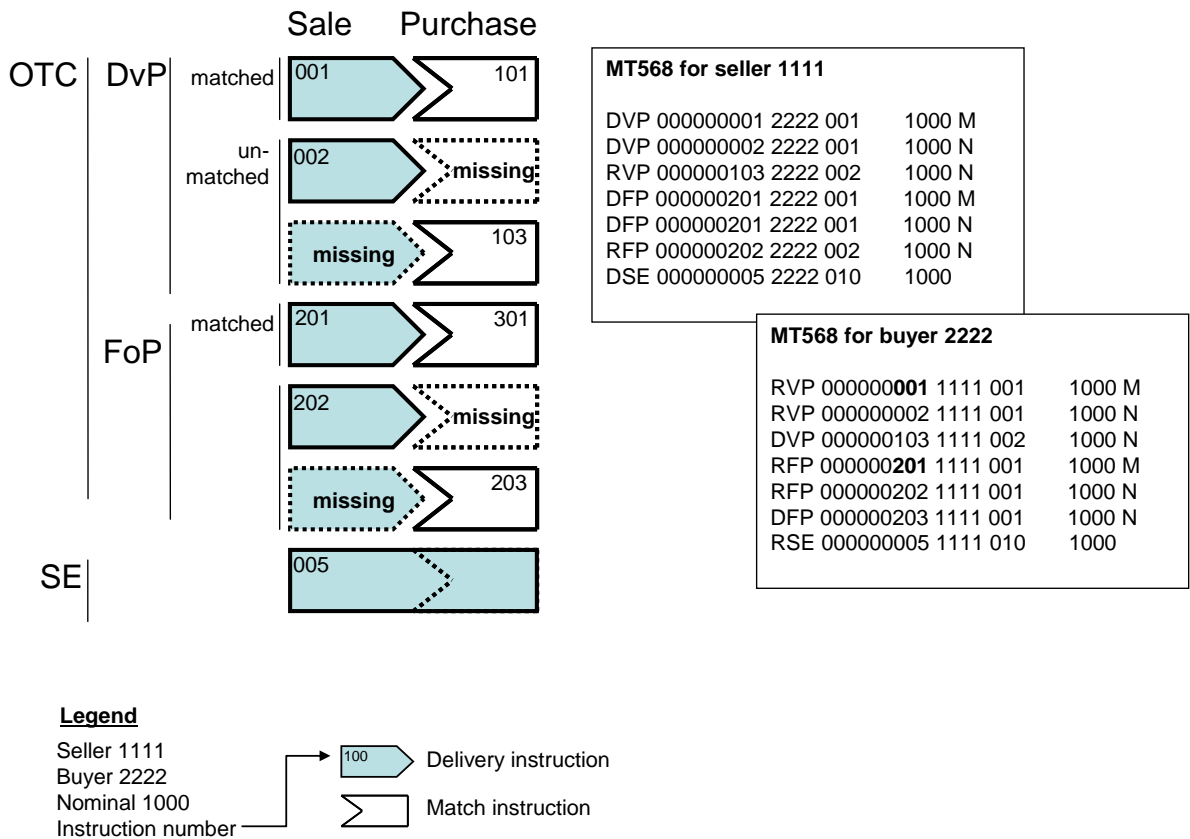 Sale Purchase
OTC DvP matched 001 101
un-
matched 002 missing
missing 103
FoP matched 201 301
202 missing
missing 203
SE 005
MT568 for seller 1111
DVP 000000001 2222 001 1000 M
DVP 000000002 2222 001 1000 N
RVP 000000103 2222 002 1000 N
DFP 000000201 2222 001 1000 M
DFP 000000201 2222 001 1000 N
RFP 000000202 2222 002 1000 N
DSE 000000005 2222 010 1000
MT568 for buyer 2222
RVP 000000001 1111 001 1000 M
RVP 000000002 1111 001 1000 N
DVP 000000103 1111 002 1000 N
RFP 000000201 1111 001 1000 M
RFP 000000202 1111 001 1000 N
DFP 000000203 1111 001 1000 N
RSE 000000005 1111 010 1000
Legend
Seller 1111
Buyer 2222
Nominal 1000
Instruction number
100 Delivery instruction
Match instruction